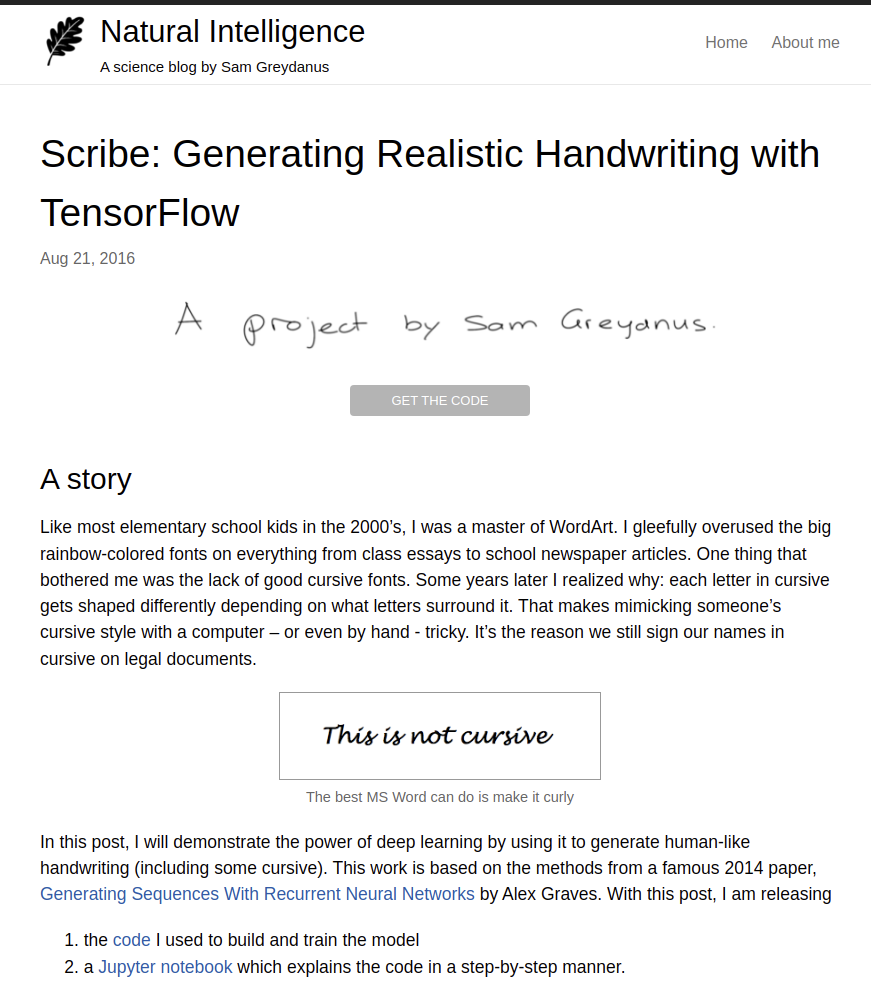 Natural Intelligence
A science blog by Sam Greydanus
Home About me
Scribe: Generating Realistic Handwriting with
TensorFlow
Aug 21, 2016
A project by Sam Greydanus.
GET THE CODE
A story
Like most elementary school kids in the 2000’s, I was a master of WordArt. I gleefully overused the big
rainbow-colored fonts on everything from class essays to school newspaper articles. One thing that
bothered me was the lack of good cursive fonts. Some years later I realized why: each letter in cursive
gets shaped differently depending on what letters surround it. That makes mimicking someone’s
cursive style with a computer – or even by hand - tricky. It’s the reason we still sign our names in
cursive on legal documents.
This is not cursive
The best MS Word can do is make it curly
In this post, I will demonstrate the power of deep learning by using it to generate human-like
handwriting (including some cursive). This work is based on the methods from a famous 2014 paper,
Generating Sequences With Recurrent Neural Networks by Alex Graves. With this post, I am releasing
1. the code I used to build and train the model
2. a Jupyter notebook which explains the code in a step-by-step manner.